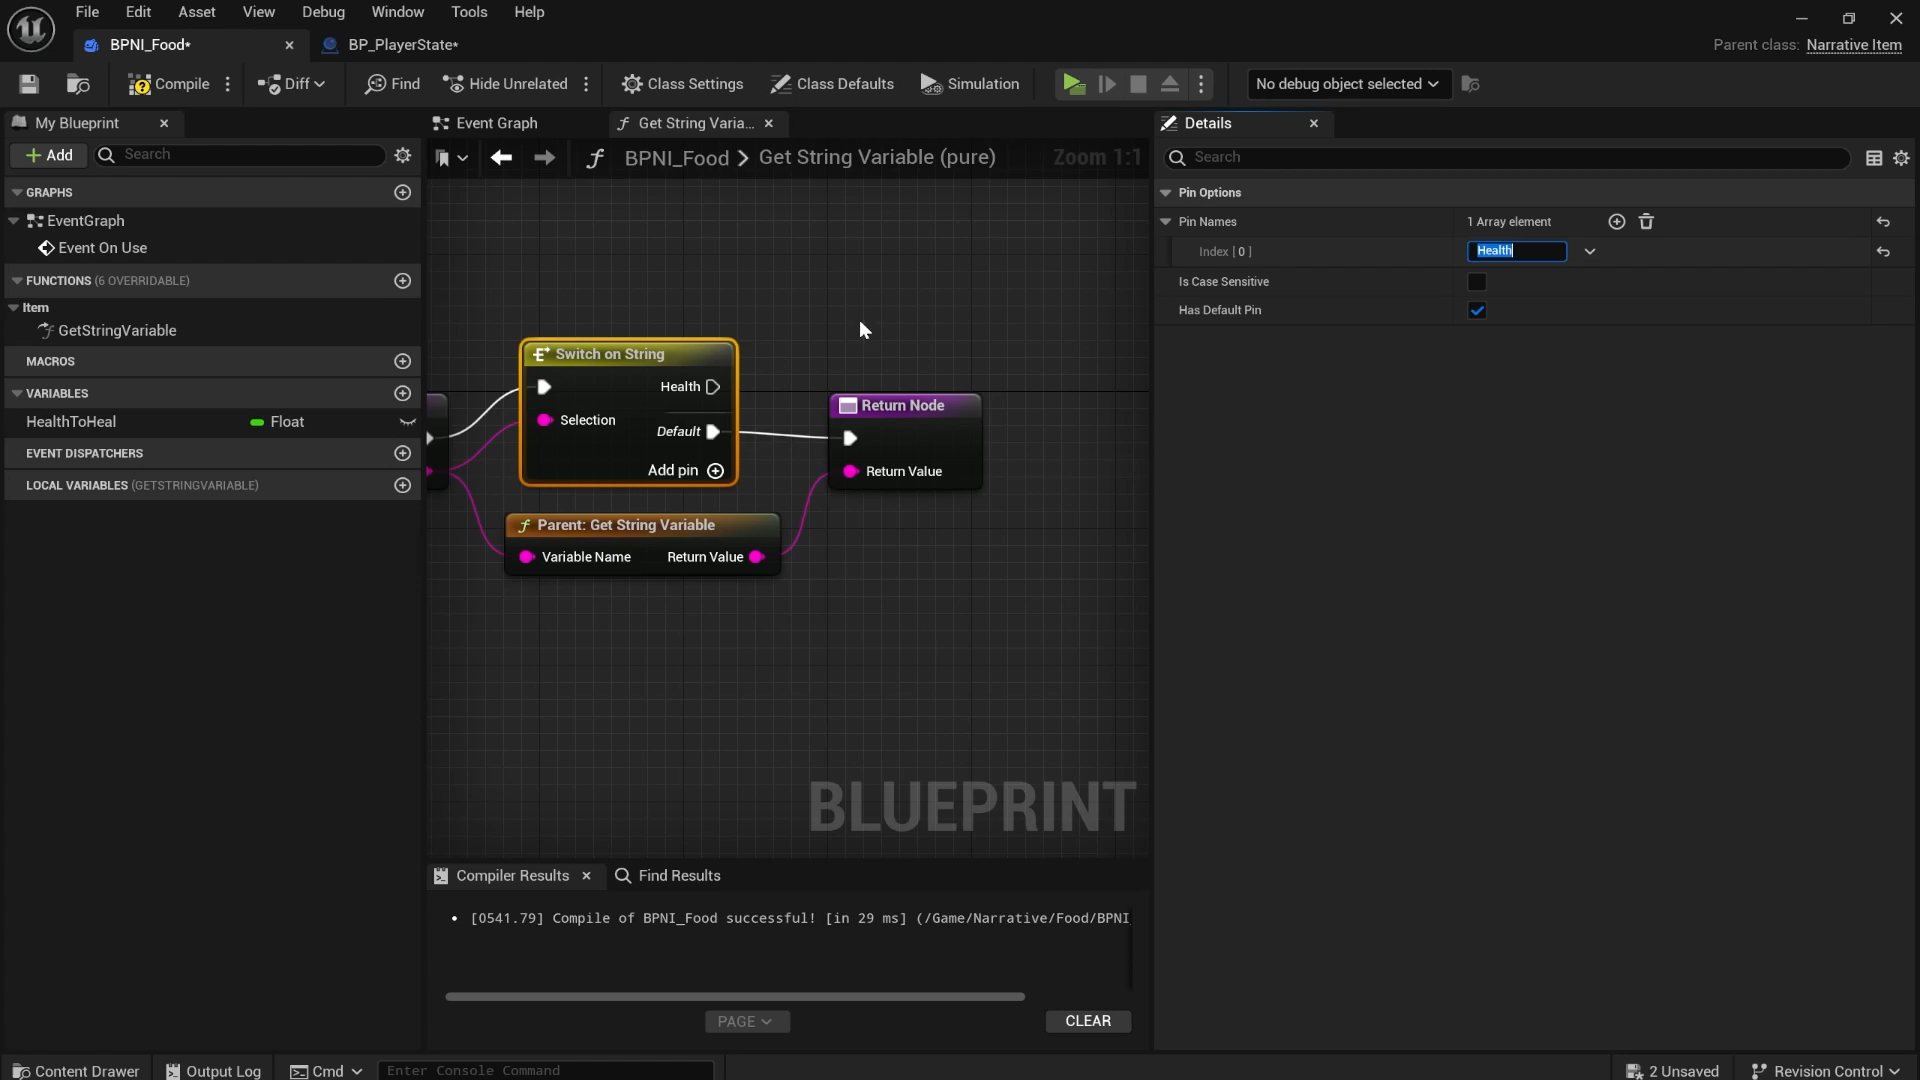 File Edit Asset View Debug Window Tools Help
BPNI_Food* BP_PlayerState* Parent class: Narrative Item
Compile Diff Find Hide Unrelated Class Settings Class Defaults Simulation No debug object selected
My Blueprint Event Graph Get String Varia... Details
Add Search BPNI_Food > Get String Variable (pure) Zoom 1:1 Search
GRAPHS
EventGraph
Event On Use
FUNCTIONS (6 OVERRIDABLE)
Item
GetStringVariable
MACROS
VARIABLES
HealthToHeal Float
EVENT DISPATCHERS
LOCAL VARIABLES (GETSTRINGVARIABLE)
Switch on String
Health
Selection
Default
Add pin
Return Node
Return Value
Parent: Get String Variable
Variable Name Return Value
BLUEPRINT
Pin Options
Pin Names 1 Array element
Index [ 0 ] Health
Is Case Sensitive
Has Default Pin
Compiler Results Find Results
• [0541.79] Compile of BPNI_Food successful! [in 29 ms] (/Game/Narrative/Food/BPNI
PAGE CLEAR
Content Drawer Output Log Cmd Enter Console Command 2 Unsaved Revision Control